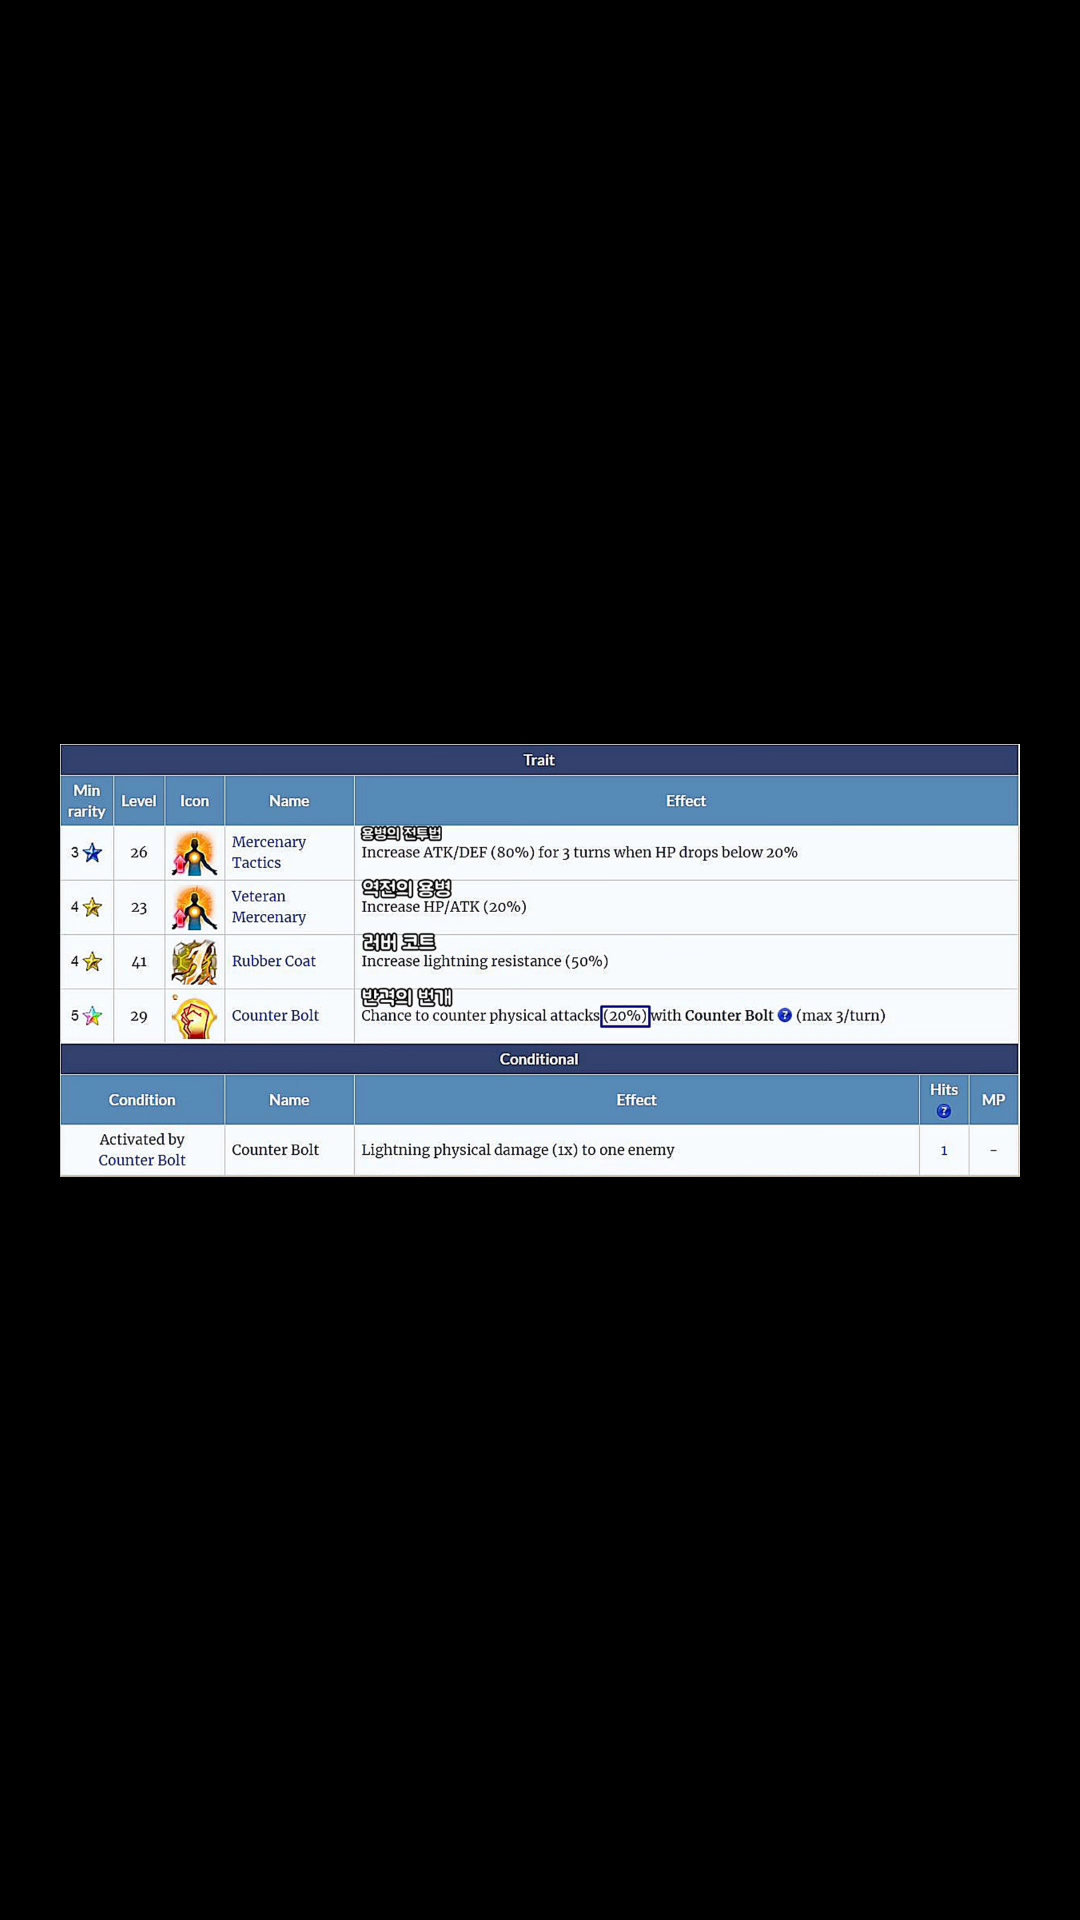 Trait
Min rarity Level Icon Name Effect
3 26 Mercenary Tactics 용병의 전투법
Increase ATK/DEF (80%) for 3 turns when HP drops below 20%
4 23 Veteran Mercenary 역전의 용병
Increase HP/ATK (20%)
4 41 Rubber Coat 러버 코트
Increase lightning resistance (50%)
5 29 Counter Bolt 반격의 번개
Chance to counter physical attacks (20%) with Counter Bolt ? (max 3/turn)
Conditional
Condition Name Effect Hits ? MP
Activated by Counter Bolt Counter Bolt Lightning physical damage (1x) to one enemy 1 -